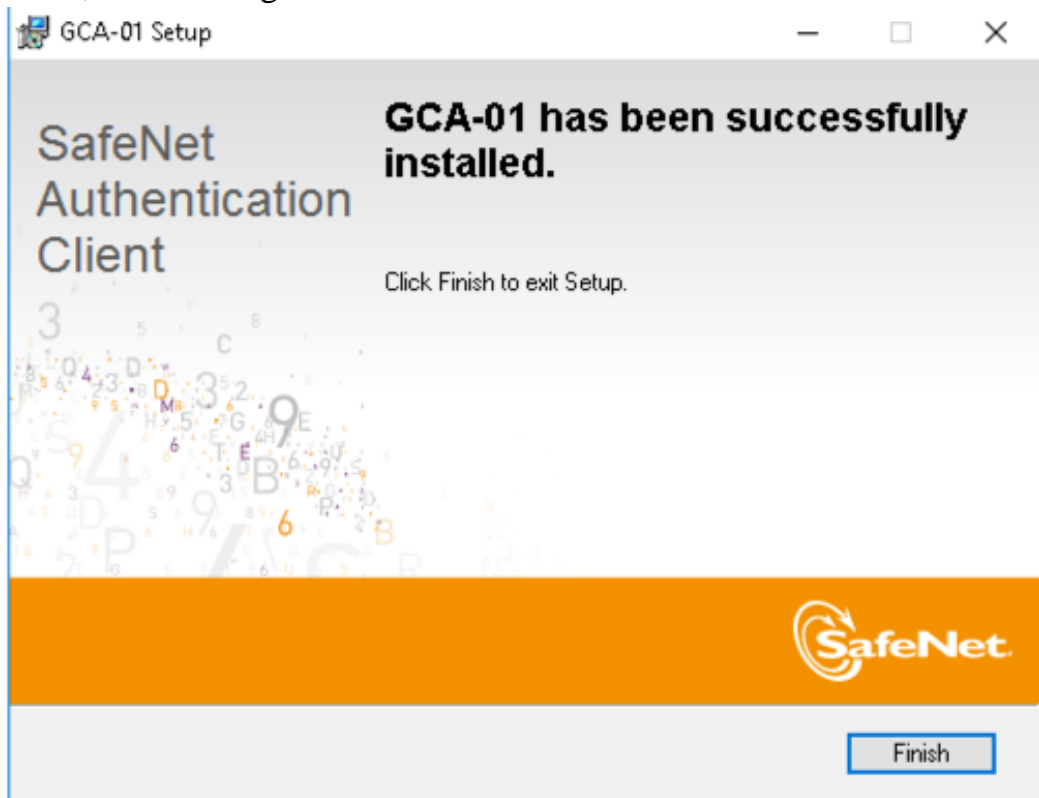 GCA-01 Setup
SafeNet
Authentication
Client
GCA-01 has been successfully
installed.
Click Finish to exit Setup.
SafeNet.
Finish